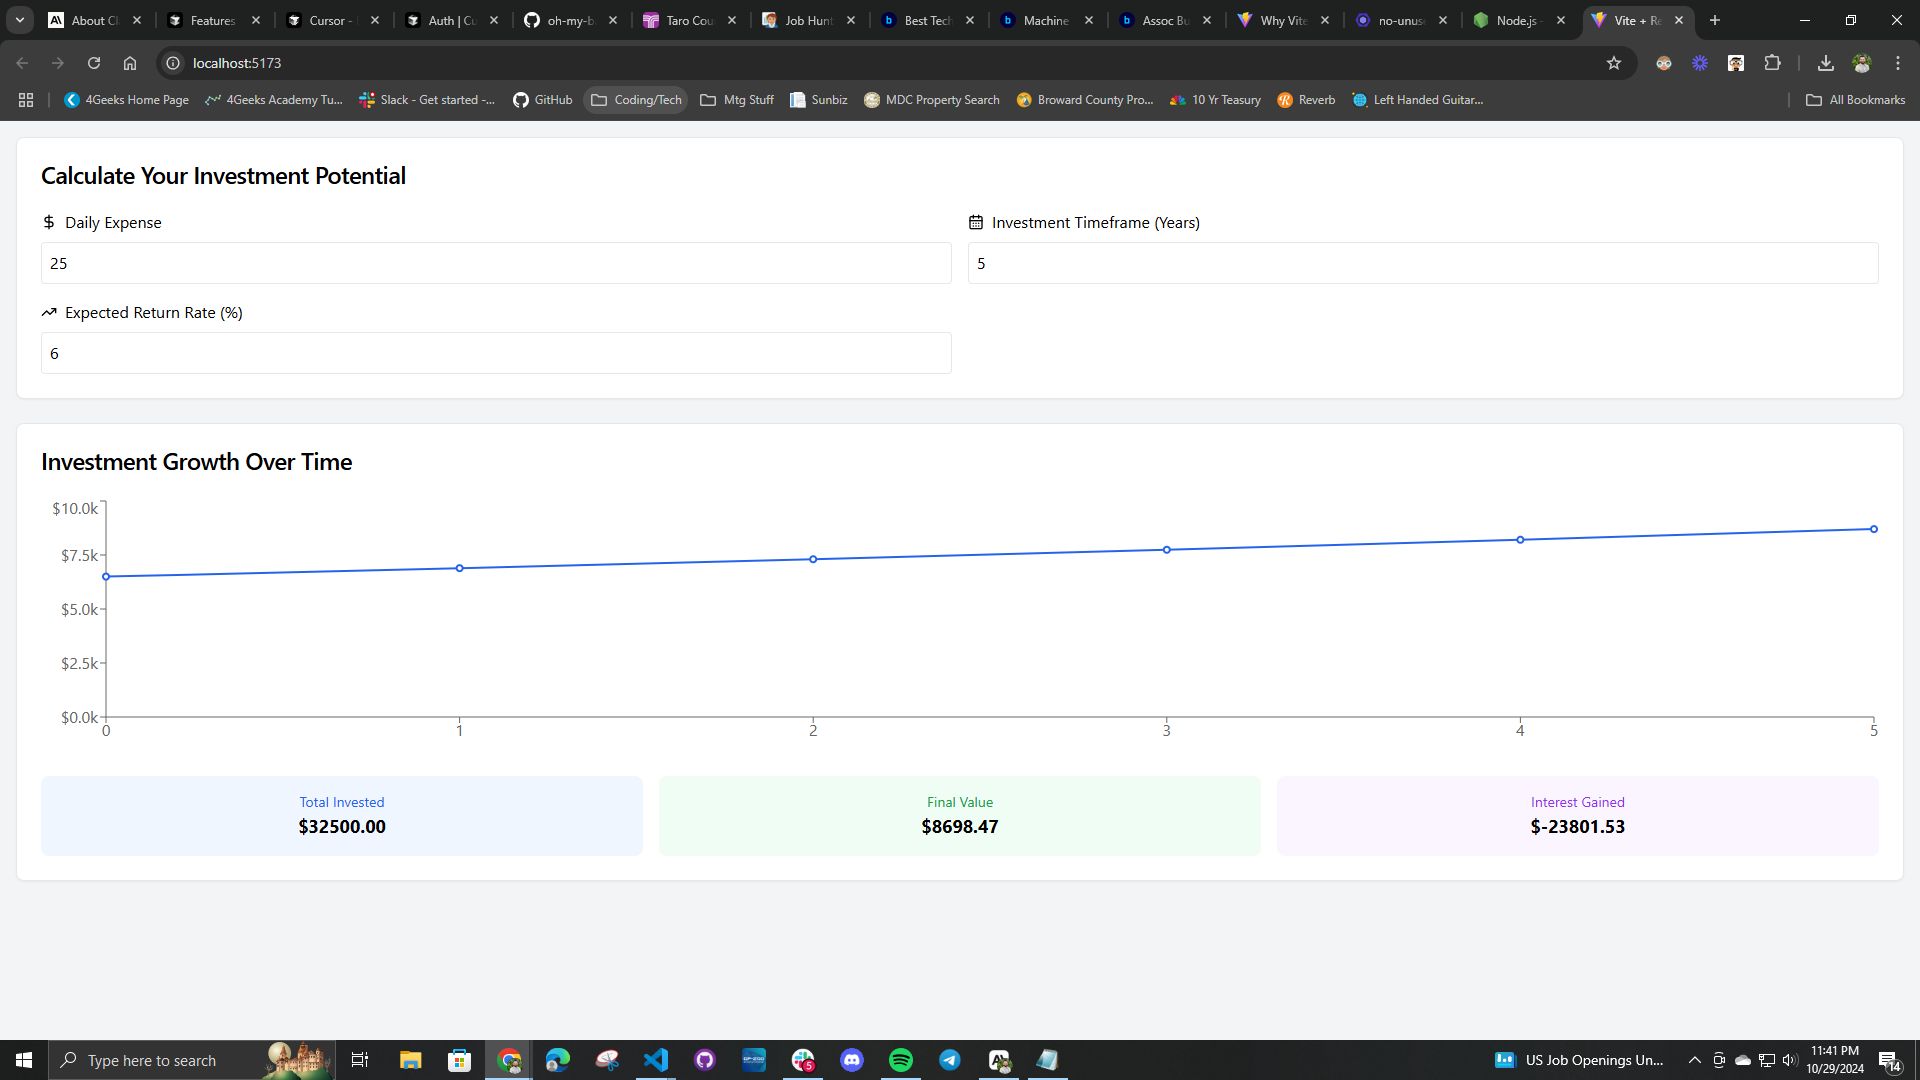 About Cl
Features
Cursor -
Auth | Cu
oh-my-b
Taro Cou
Job Hunt
Best Tech
Machine
Assoc Bu
Why Vite
no-unus
Node.js -
Vite + Re
localhost:5173
4Geeks Home Page
4Geeks Academy Tu...
Slack - Get started -...
GitHub
Coding/Tech
Mtg Stuff
Sunbiz
MDC Property Search
Broward County Pro...
10 Yr Teasury
Reverb
Left Handed Guitar...
All Bookmarks
Calculate Your Investment Potential
Daily Expense
Investment Timeframe (Years)
25
5
Expected Return Rate (%)
6
Investment Growth Over Time
$10.0k
$7.5k
$5.0k
$2.5k
$0.0k
0
1
2
3
4
5
Total Invested
$32500.00
Final Value
$8698.47
Interest Gained
$-23801.53
Type here to search
5
US Job Openings Un...
11:41 PM
10/29/2024
14